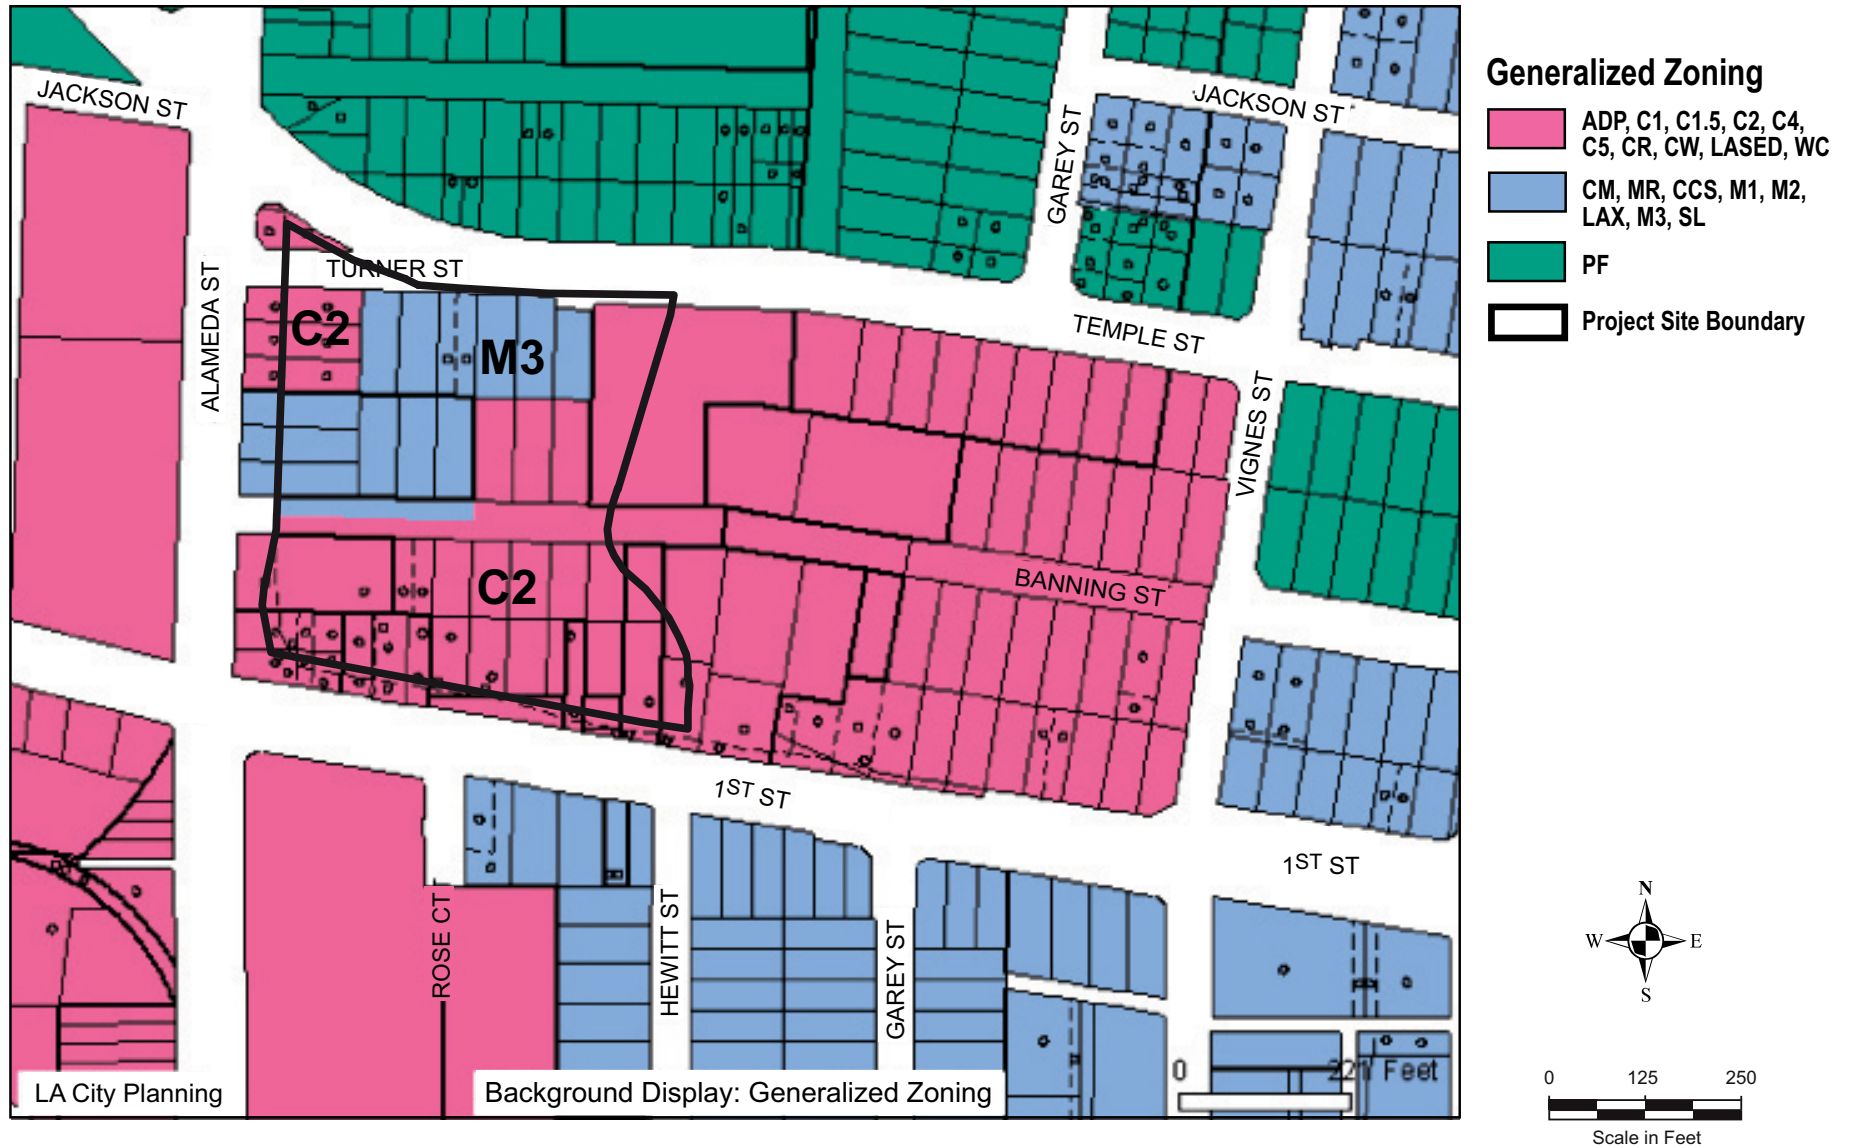 JACKSON ST
JACKSON ST
GAREY ST
TURNER ST
ALAMEDA ST
C2
M3
TEMPLE ST
VIGNES ST
C2
BANNING ST
1ST ST
1ST ST
ROSE CT
HEWITT ST
GAREY ST
0
221 Feet
LA City Planning
Background Display: Generalized Zoning
Generalized Zoning
ADP, C1, C1.5, C2, C4,
C5, CR, CW, LASED, WC
CM, MR, CCS, M1, M2,
LAX, M3, SL
PF
Project Site Boundary
N
W E
S
0 125 250
Scale in Feet